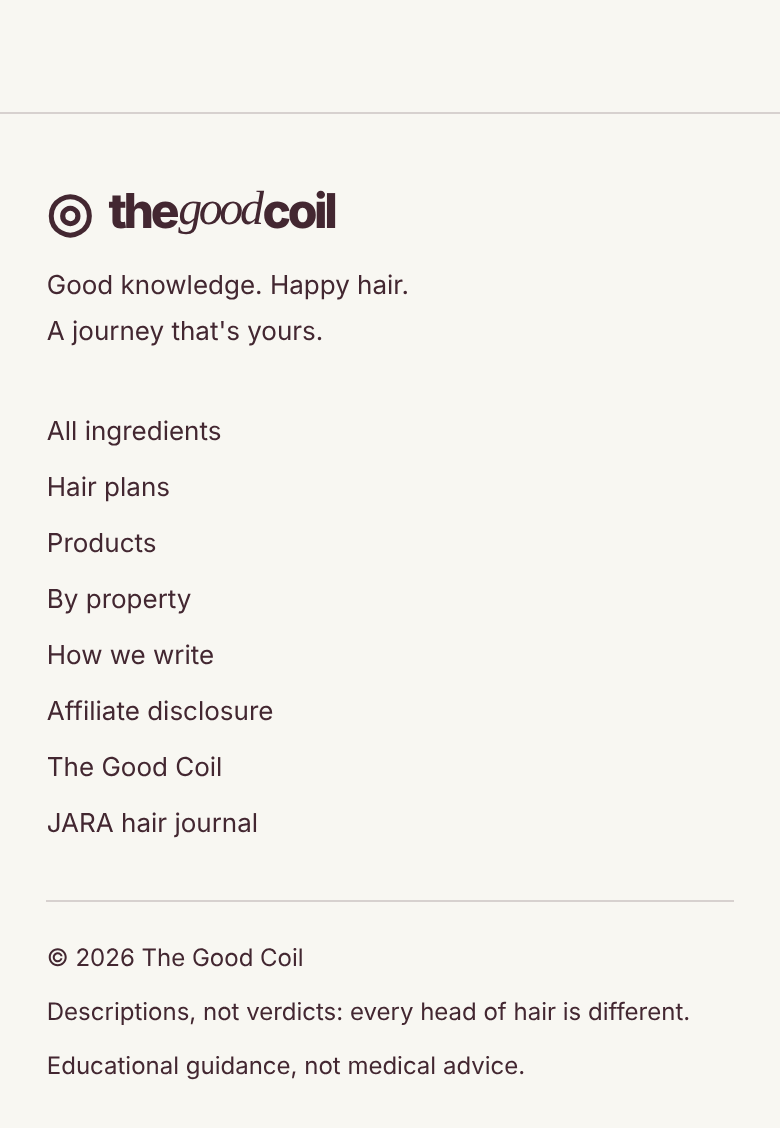 thegoodcoil
Good knowledge. Happy hair.
A journey that's yours.
All ingredients
Hair plans
Products
By property
How we write
Affiliate disclosure
The Good Coil
JARA hair journal
© 2026 The Good Coil
Descriptions, not verdicts: every head of hair is different.
Educational guidance, not medical advice.